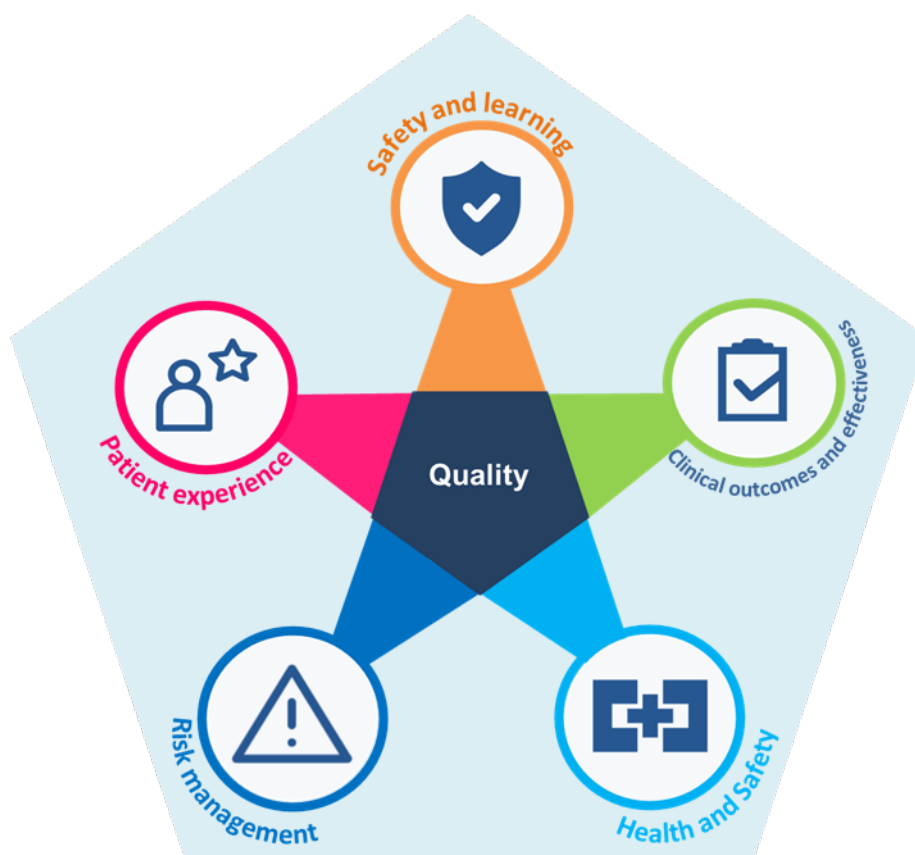 Safety and learning
Patient experience
Quality
Clinical outcomes and effectiveness
Risk management
Health and Safety